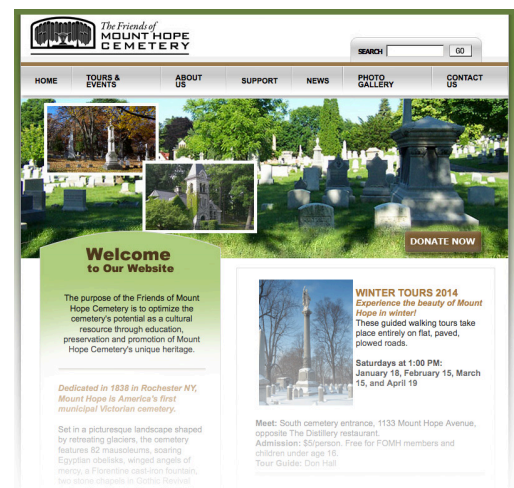 The Friends of
MOUNT HOPE
CEMETERY
SEARCH GO
HOME TOURS & EVENTS ABOUT US SUPPORT NEWS PHOTO GALLERY CONTACT US
DONATE NOW
Welcome
to Our Website
The purpose of the Friends of Mount
Hope Cemetery is to optimize the
cemetery's potential as a cultural
resource through education,
preservation and promotion of Mount
Hope Cemetery's unique heritage.
Dedicated in 1838 in Rochester NY,
Mount Hope is America's first
municipal Victorian cemetery.
Set in a picturesque landscape shaped
by retreating glaciers, the cemetery
features 82 mausoleums, soaring
Egyptian obelisks, winged angels of
mercy, a Florentine cast-iron fountain,
two stone chapels in Gothic Revival
WINTER TOURS 2014
Experience the beauty of Mount
Hope in winter!
These guided walking tours take
place entirely on flat, paved,
plowed roads.
Saturdays at 1:00 PM:
January 18, February 15, March
15, and April 19
Meet: South cemetery entrance, 1133 Mount Hope Avenue,
opposite The Distillery restaurant.
Admission: $5/person. Free for FOMH members and
children under age 16.
Tour Guide: Don Hall